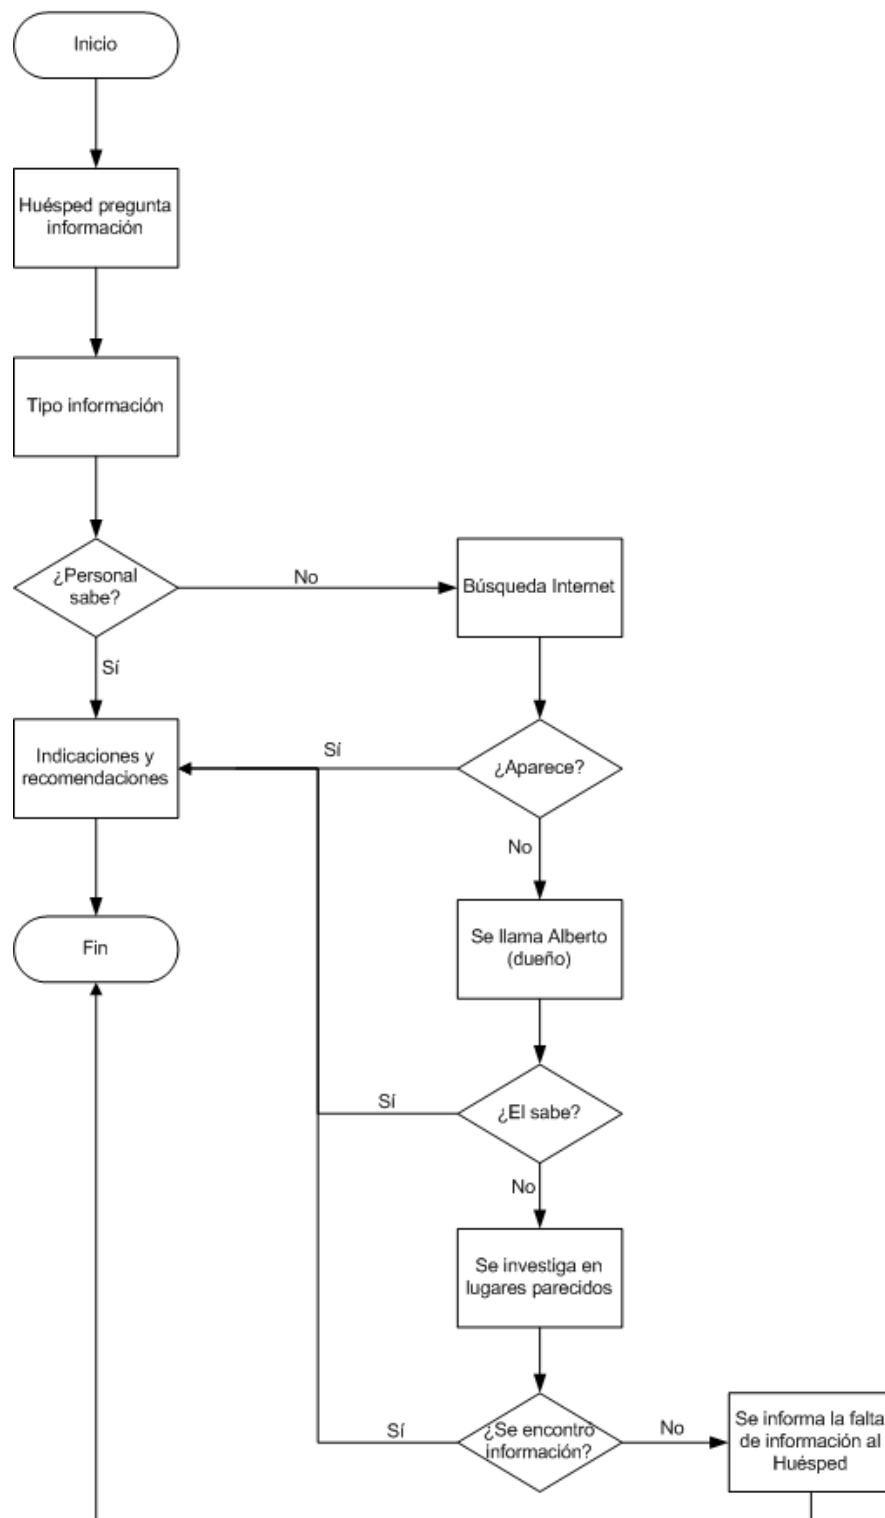 Inicio
Huésped pregunta
información
Tipo información
¿Personal
sabe?
No
Búsqueda Internet
Sí
Indicaciones y
recomendaciones
Sí
¿Aparece?
No
Se llama Alberto
(dueño)
Fin
Sí
¿El sabe?
No
Se investiga en
lugares parecidos
Sí
¿Se encontró
información?
No
Se informa la falta
de información al
Huésped